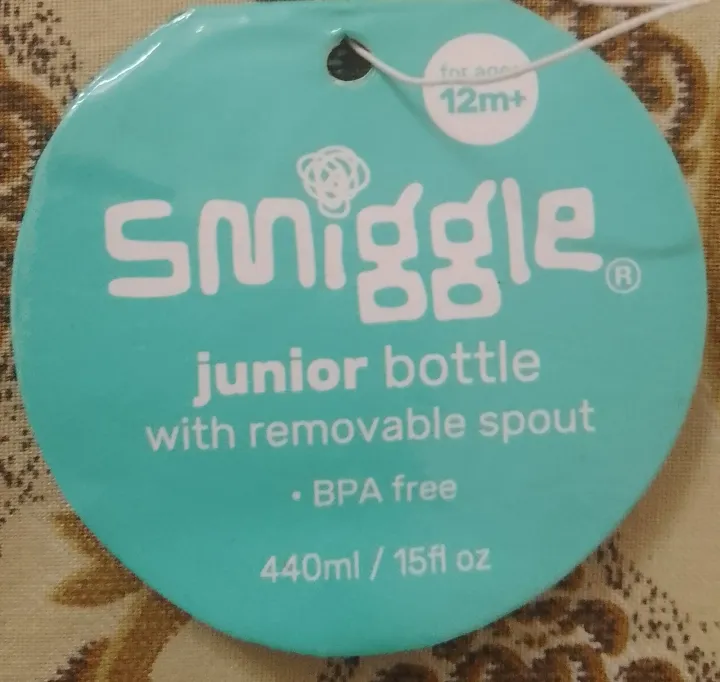 for ages
12m+
smiggle®
junior bottle
with removable spout
• BPA free
440ml / 15fl oz